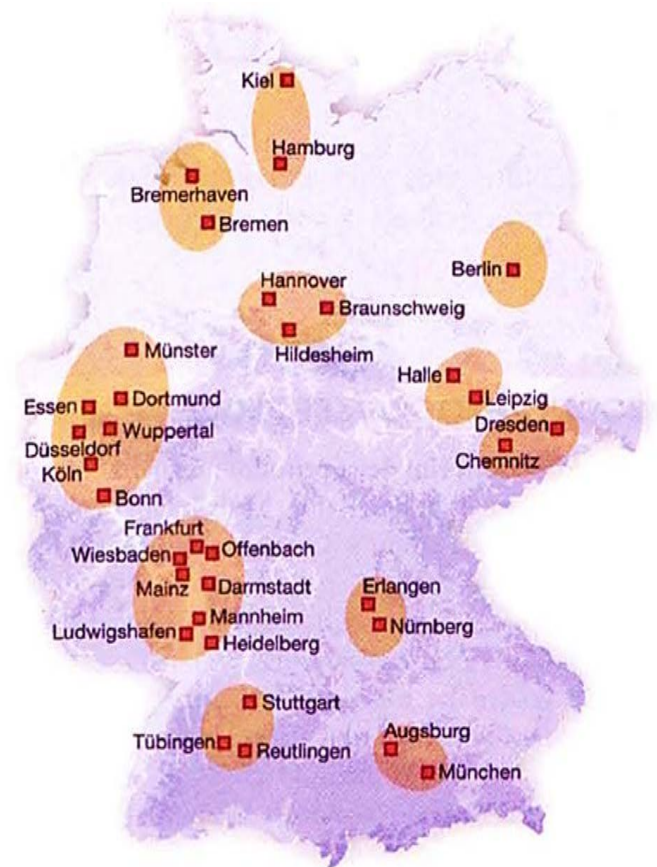 Kiel
Hamburg
Bremerhaven
Bremen
Berlin
Hannover
Braunschweig
Hildesheim
Münster
Halle
Leipzig
Essen
Dortmund
Dresden
Wuppertal
Düsseldorf
Chemnitz
Köln
Bonn
Frankfurt
Offenbach
Wiesbaden
Mainz
Darmstadt
Erlangen
Mannheim
Nürnberg
Ludwigshafen
Heidelberg
Stuttgart
Augsburg
Tübingen
Reutlingen
München